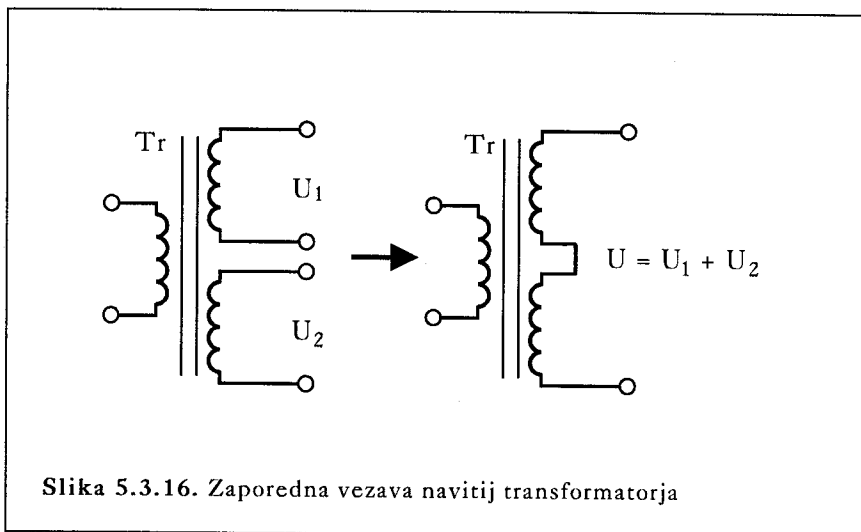 Tr
U₁
U₂
Tr
U = U₁ + U₂
Slika 5.3.16. Zaporedna vezava navitij transformatorja